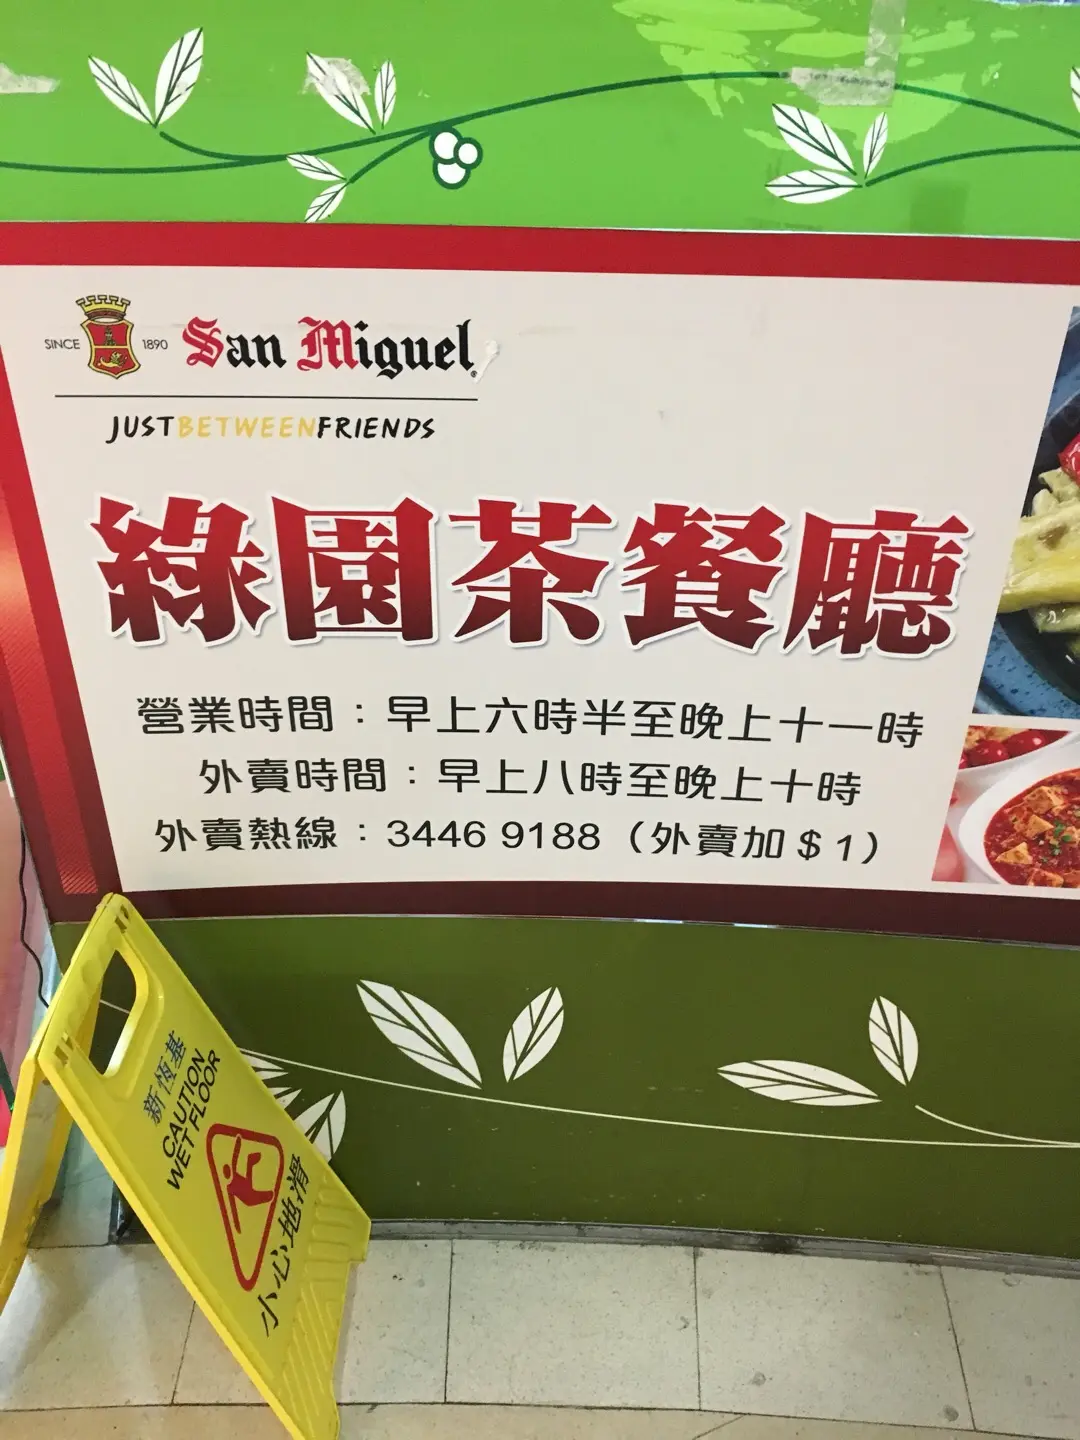 SINCE 1890 San Miguel
JUSTBETWEENFRIENDS
綠園茶餐廳
營業時間：早上六時半至晚上十一時
外賣時間：早上八時至晚上十時
外賣熱線：3446 9188（外賣加＄1）
新恆基
CAUTION
WET FLOOR
小心地滑